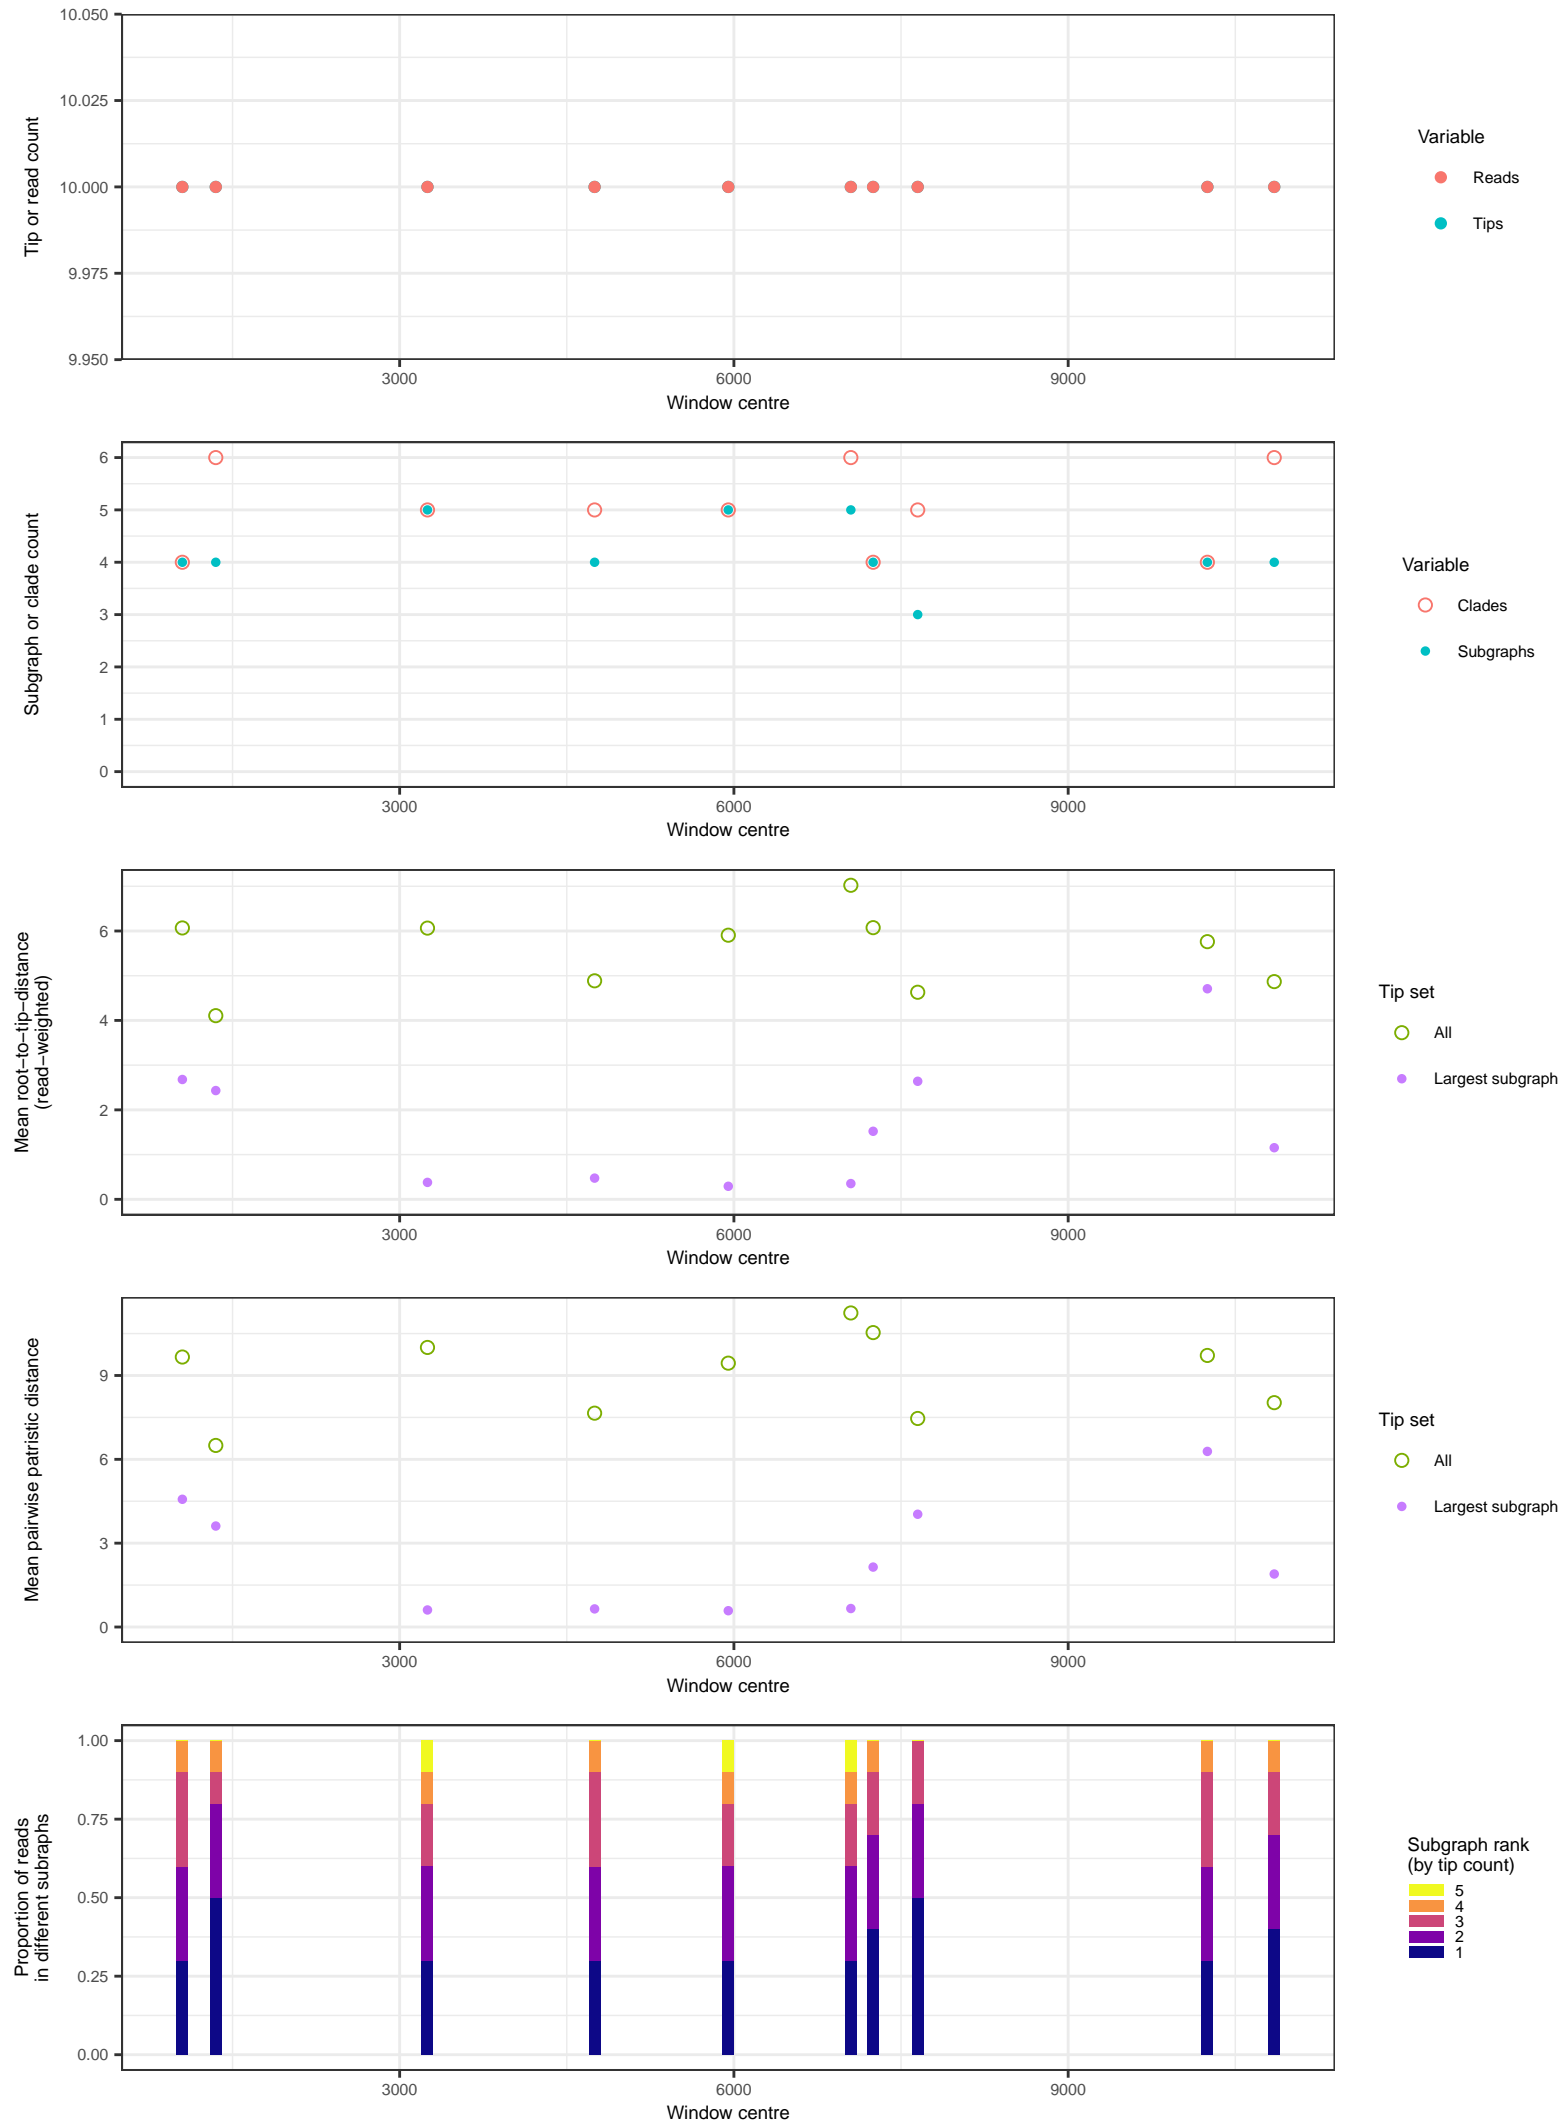 10.050
10.025
10.000
9.975
9.950
Tip or read count
3000
6000
9000
Window centre
Variable
Reads
Tips
6
5
4
3
2
1
0
Subgraph or clade count
3000
6000
9000
Window centre
Variable
Clades
Subgraphs
6
4
2
0
Mean root−to−tip−distance
(read−weighted)
3000
6000
9000
Window centre
Tip set
All
Largest subgraph
9
6
3
0
Mean pairwise patristic distance
3000
6000
9000
Window centre
Tip set
All
Largest subgraph
1.00
0.75
0.50
0.25
0.00
Proportion of reads
in different subraphs
3000
6000
9000
Window centre
Subgraph rank
(by tip count)
5
4
3
2
1